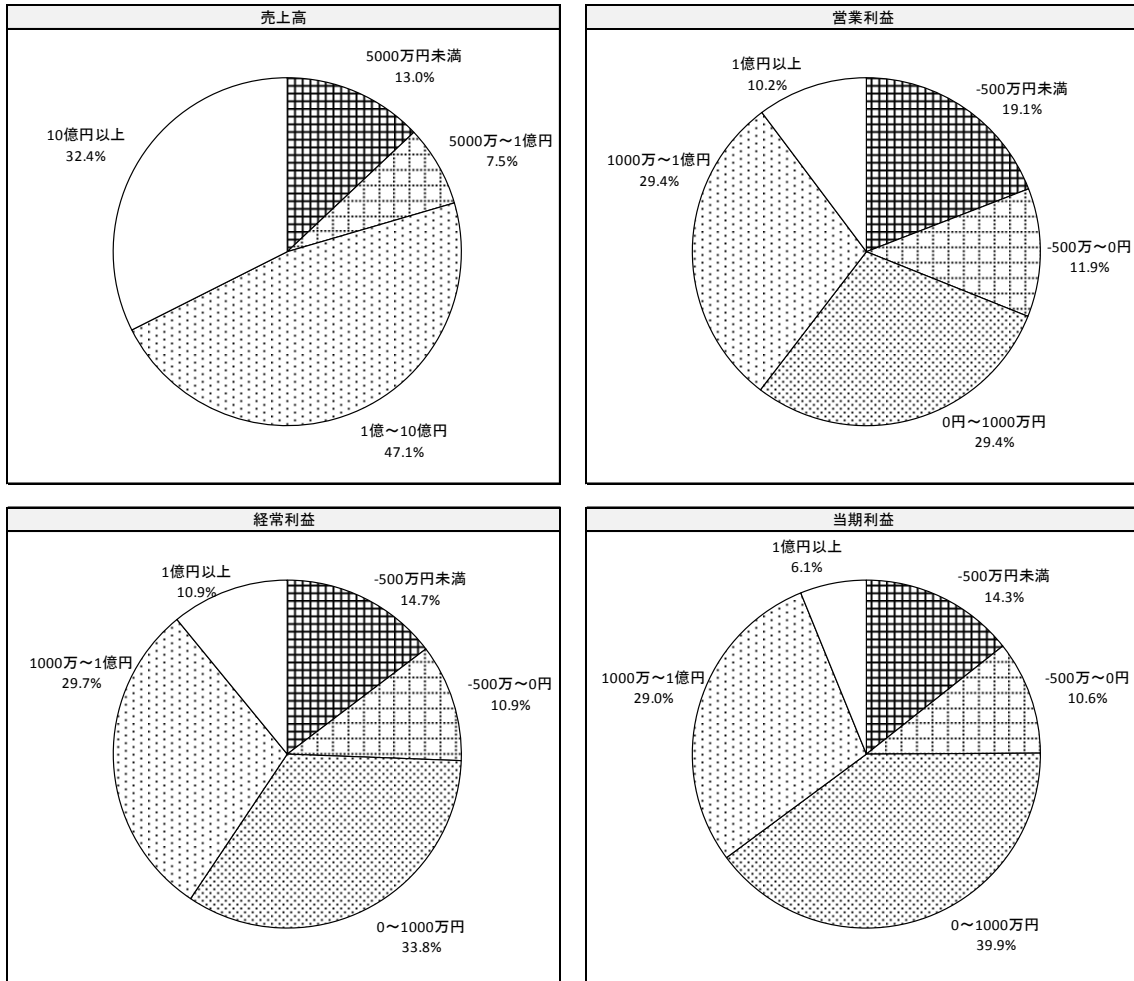 売上高
5000万円未満
13.0%
5000万～1億円
7.5%
1億～10億円
47.1%
10億円以上
32.4%
営業利益
-500万円未満
19.1%
-500万～0円
11.9%
0円～1000万円
29.4%
1000万～1億円
29.4%
1億円以上
10.2%
経常利益
-500万円未満
14.7%
-500万～0円
10.9%
0～1000万円
33.8%
1000万～1億円
29.7%
1億円以上
10.9%
当期利益
-500万円未満
14.3%
-500万～0円
10.6%
0～1000万円
39.9%
1000万～1億円
29.0%
1億円以上
6.1%